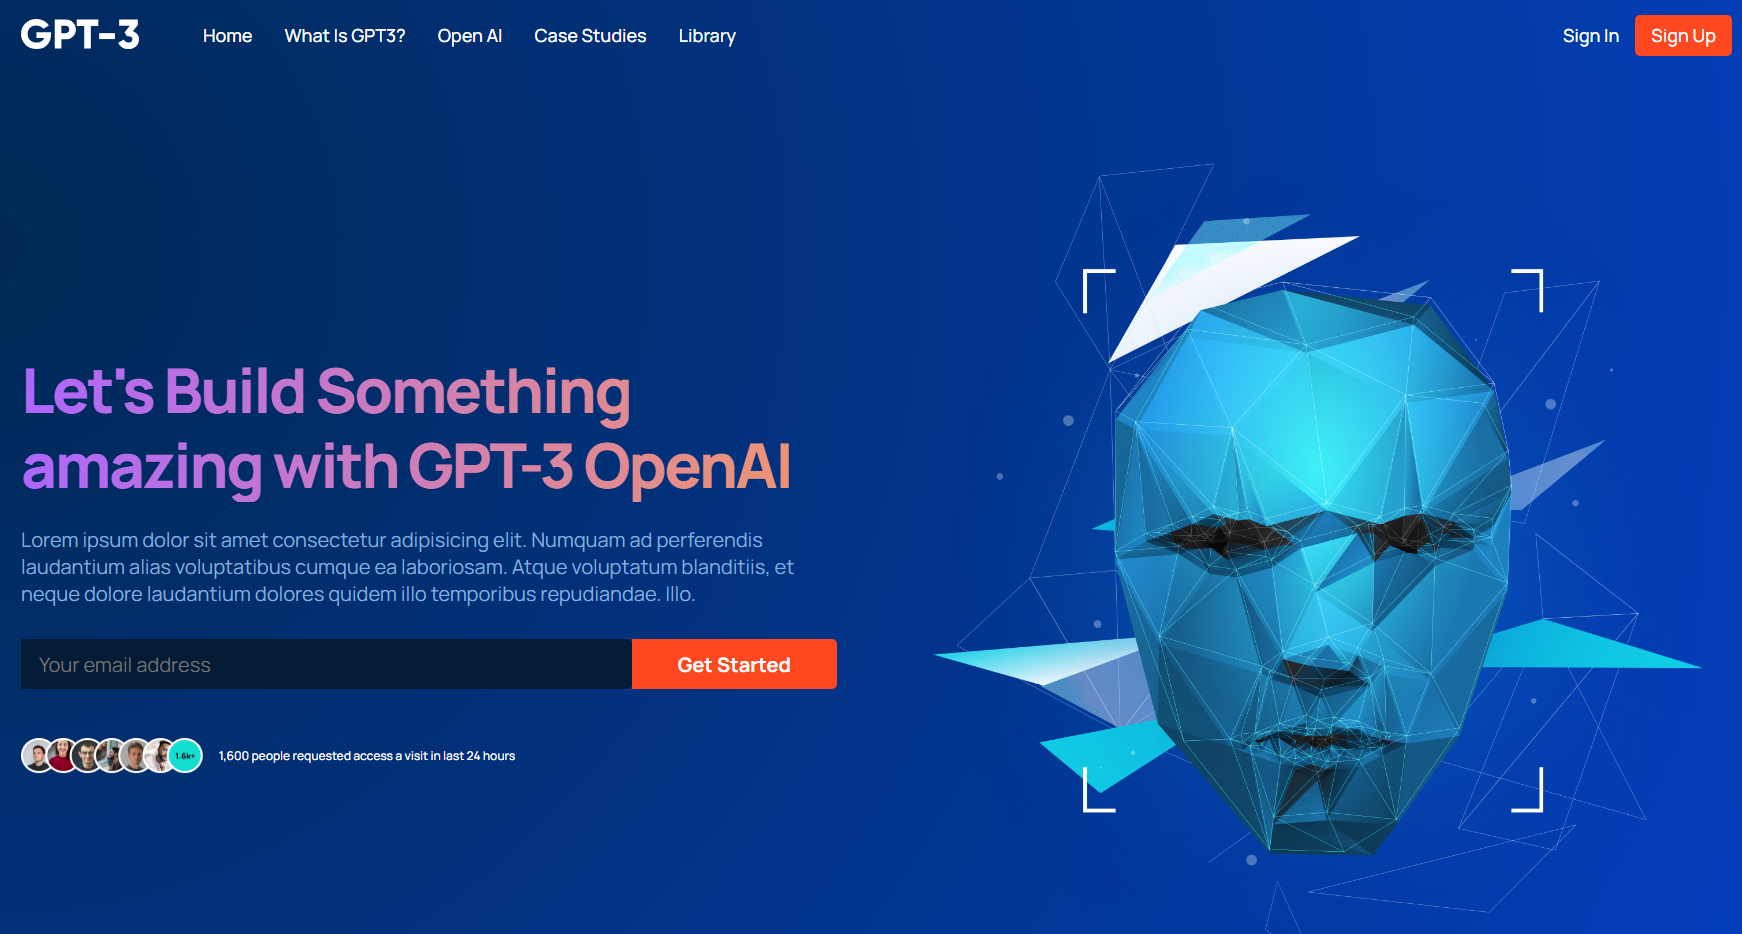 GPT-3
Home
What Is GPT3?
Open AI
Case Studies
Library
Sign In
Sign Up
Let's Build Something
amazing with GPT-3 OpenAI
Lorem ipsum dolor sit amet consectetur adipisicing elit. Numquam ad perferendis
laudantium alias voluptatibus cumque ea laboriosam. Atque voluptatum blanditiis, et
neque dolore laudantium dolores quidem illo temporibus repudiandae. Illo.
Your email address
Get Started
1.6k+
1,600 people requested access a visit in last 24 hours